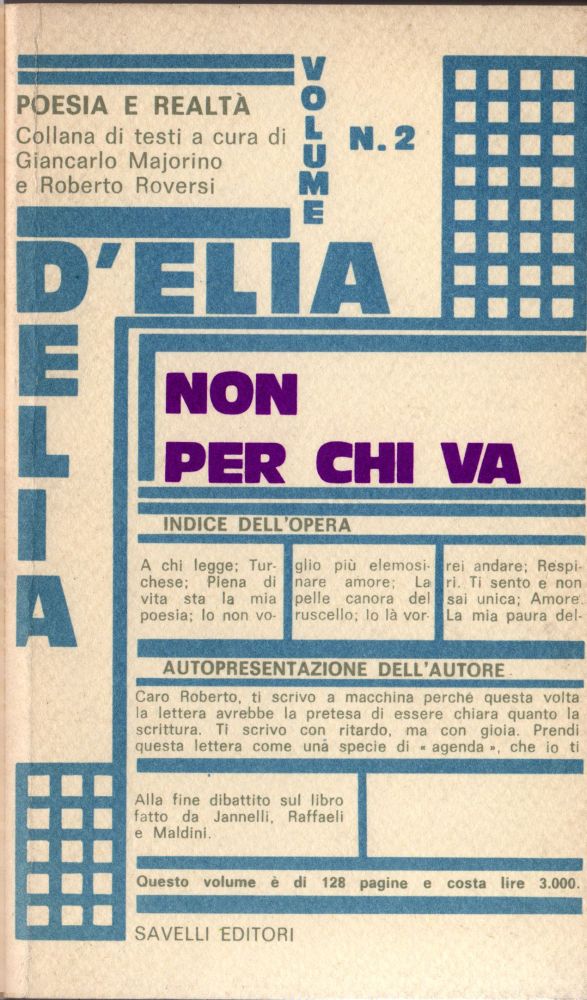 POESIA E REALTÀ
Collana di testi a cura di
Giancarlo Majorino
e Roberto Roversi
VOLUME
N. 2
D'ELIA
DELIA
NON
PER CHI VA
INDICE DELL'OPERA
A chi legge; Tur-
chese; Piena di
vita sta la mia
poesia; Io non vo-
glio più elemosi-
nare amore; La
pelle canora del
ruscello; Io là vor-
rei andare; Respi-
ri. Ti sento e non
sai unica; Amore.
La mia paura del-
AUTOPRESENTAZIONE DELL'AUTORE
Caro Roberto, ti scrivo a macchina perché questa volta
la lettera avrebbe la pretesa di essere chiara quanto la
scrittura. Ti scrivo con ritardo, ma con gioia. Prendi
questa lettera come una specie di « agenda », che io ti
Alla fine dibattito sul libro
fatto da Jannelli, Raffaeli
e Maldini.
Questo volume è di 128 pagine e costa lire 3.000.
SAVELLI EDITORI